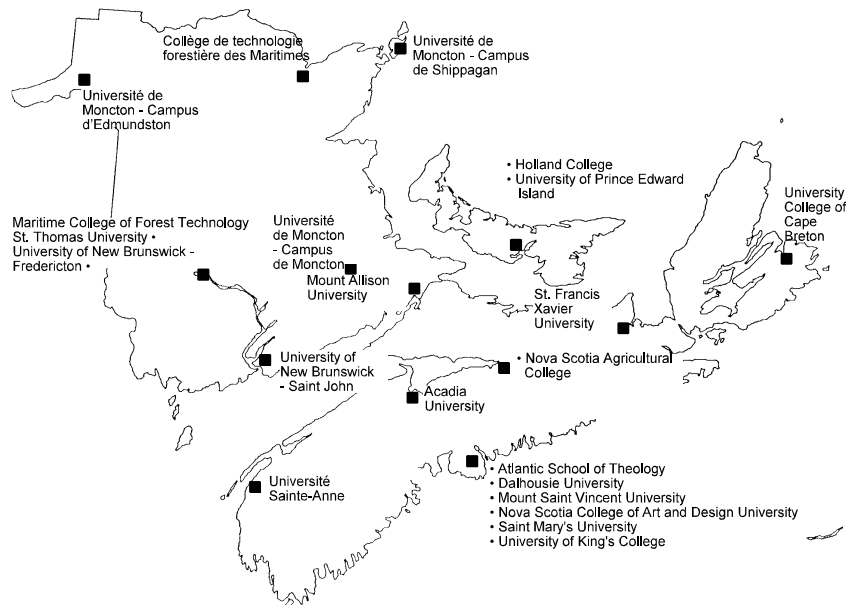 Collège de technologie
forestière des Maritimes
Université de
Moncton - Campus
de Shippagan
Université de
Moncton - Campus
d'Edmundston
• Holland College
• University of Prince Edward
Island
University
College of
Cape
Breton
Maritime College of Forest Technology
St. Thomas University •
University of New Brunswick -
Fredericton •
Université
de Moncton
- Campus
de Moncton
Mount Allison
University
St. Francis
Xavier
University
University of
New Brunswick
- Saint John
• Nova Scotia Agricultural
College
Acadia
University
Université
Sainte-Anne
• Atlantic School of Theology
• Dalhousie University
• Mount Saint Vincent University
• Nova Scotia College of Art and Design University
• Saint Mary's University
• University of King's College